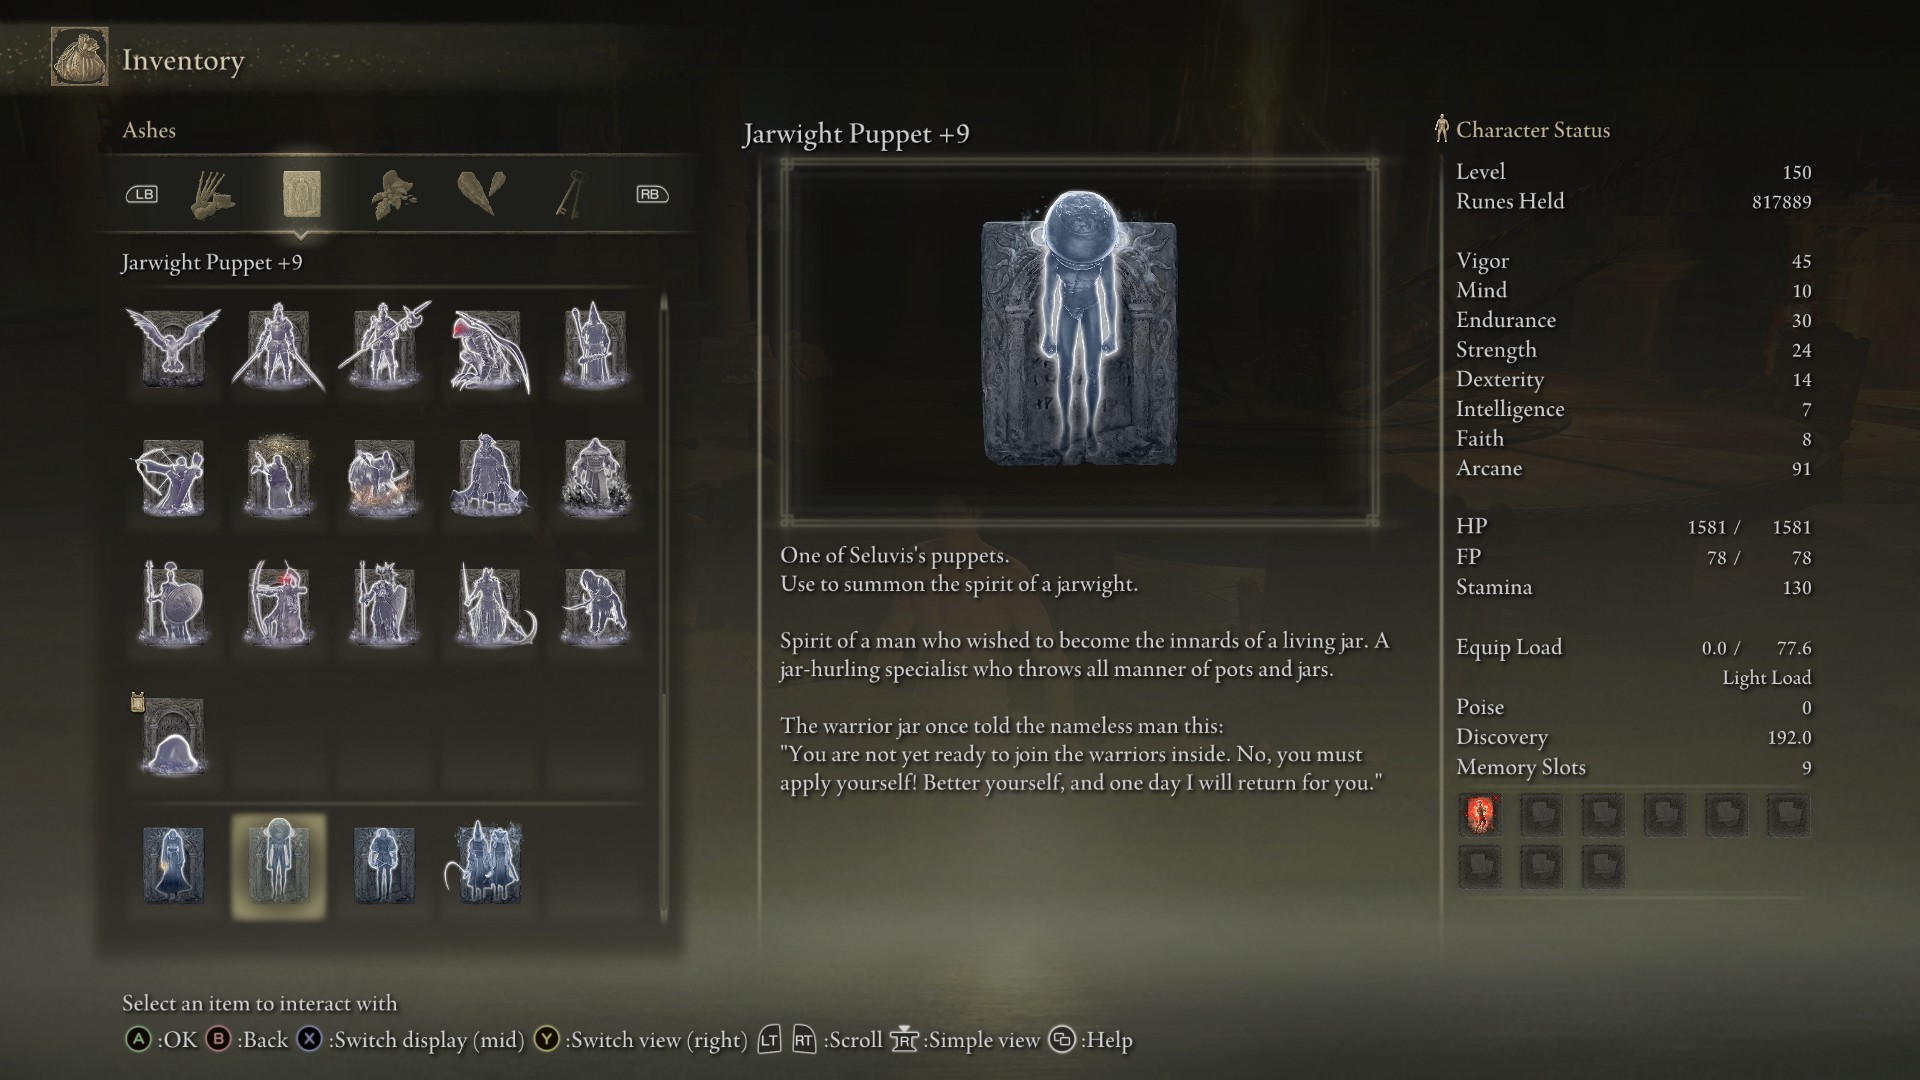 Inventory
Ashes
LB
RB
Jarwight Puppet +9
Jarwight Puppet +9
One of Seluvis's puppets.
Use to summon the spirit of a jarwight.
Spirit of a man who wished to become the innards of a living jar. A
jar-hurling specialist who throws all manner of pots and jars.
The warrior jar once told the nameless man this:
"You are not yet ready to join the warriors inside. No, you must
apply yourself! Better yourself, and one day I will return for you."
Character Status
Level 150
Runes Held 817889
Vigor 45
Mind 10
Endurance 30
Strength 24
Dexterity 14
Intelligence 7
Faith 8
Arcane 91
HP 1581 / 1581
FP 78 / 78
Stamina 130
Equip Load 0.0 / 77.6
Light Load
Poise 0
Discovery 192.0
Memory Slots 9
Select an item to interact with
A :OK B :Back X :Switch display (mid) Y :Switch view (right) LT RT :Scroll R :Simple view :Help